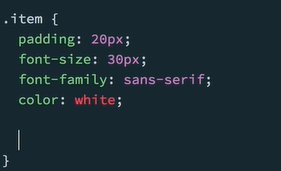 .item {
  padding: 20px;
  font-size: 30px;
  font-family: sans-serif;
  color: white;
}